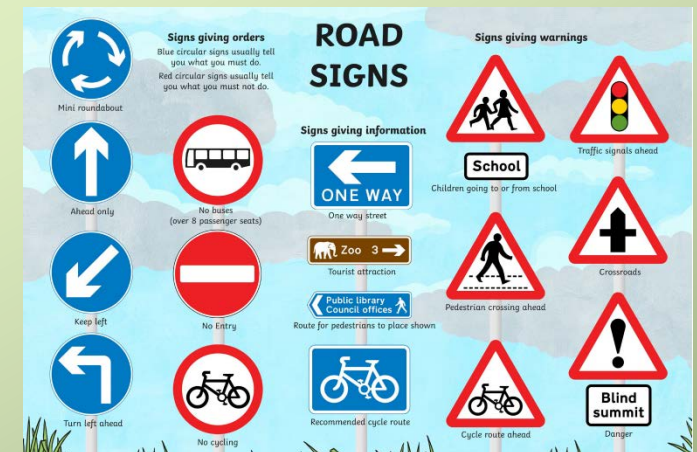 ROAD
SIGNS
Signs giving orders
Blue circular signs usually tell
you what you must do.
Red circular signs usually tell
you what you must not do.
Mini roundabout
Ahead only
Keep left
Turn left ahead
No buses
(over 8 passenger seats)
No Entry
No cycling
Signs giving information
ONE WAY
One way street
Zoo 3
Tourist attraction
Public library
Council offices
Route for pedestrians to place shown
Recommended cycle route
Signs giving warnings
School
Children going to or from school
Pedestrian crossing ahead
Cycle route ahead
Traffic signals ahead
Crossroads
Blind
summit
Danger